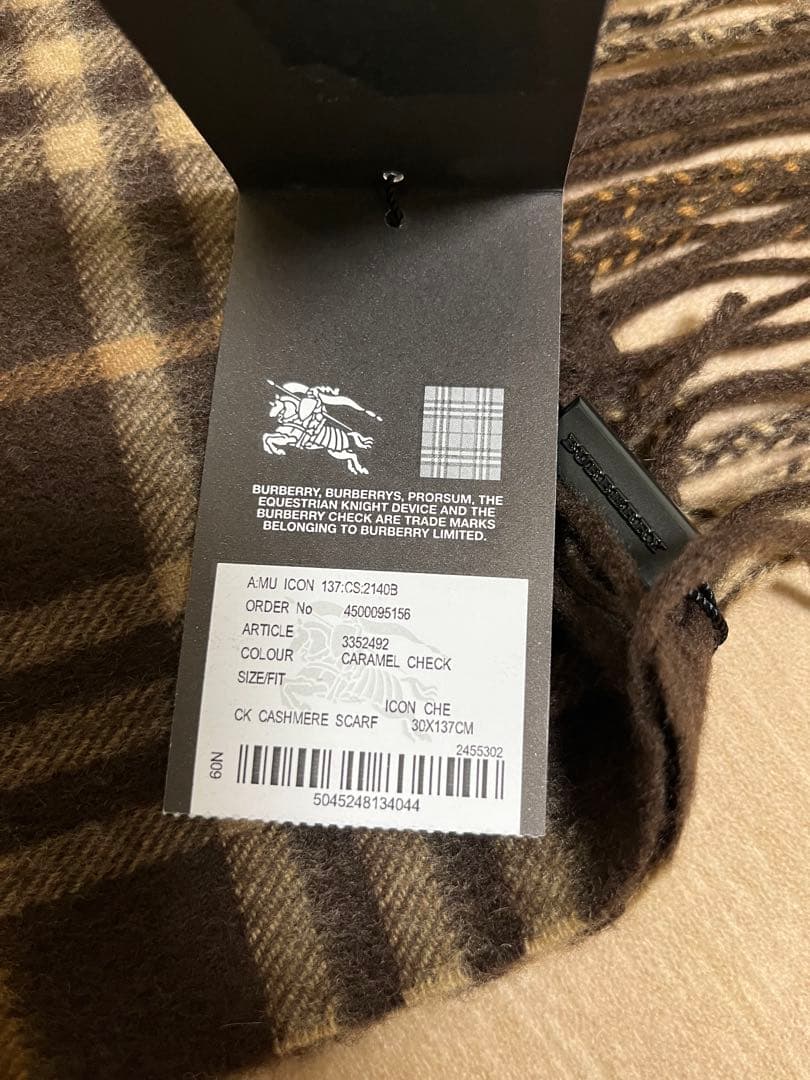 BURBERRY, BURBERRYS, PRORSUM, THE
EQUESTRIAN KNIGHT DEVICE AND THE
BURBERRY CHECK ARE TRADE MARKS
BELONGING TO BURBERRY LIMITED.
BURBERRY
A:MU ICON 137:CS:2140B
ORDER No 4500095156
ARTICLE 3352492
COLOUR CARAMEL CHECK
SIZE/FIT
ICON CHE
CK CASHMERE SCARF 30X137CM
2455302
60N
5045248134044